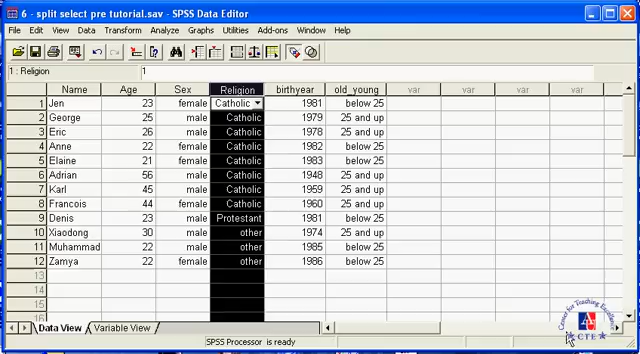 6 - split select pre tutorial.sav - SPSS Data Editor
File Edit View Data Transform Analyze Graphs Utilities Add-ons Window Help
1 : Religion 1
Name Age Sex Religion birthyear old_young var var var var
1 Jen 23 female Catholic 1981 below 25
2 George 25 male Catholic 1979 25 and up
3 Eric 26 male Catholic 1978 25 and up
4 Anne 22 female Catholic 1982 below 25
5 Elaine 21 female Catholic 1983 below 25
6 Adrian 56 male Catholic 1948 25 and up
7 Karl 45 male Catholic 1959 25 and up
8 Francois 44 female Catholic 1960 25 and up
9 Denis 23 male Protestant 1981 below 25
10 Xiaodong 30 male other 1974 25 and up
11 Muhammad 22 male other 1985 below 25
12 Zamya 22 female other 1986 below 25
13
14
15
16
Center for Teaching Excellence
CTE
Data View Variable View
SPSS Processor is ready